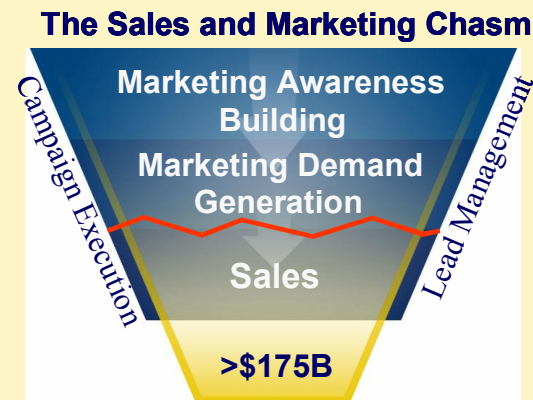 The Sales and Marketing Chasm
Marketing Awareness
Building
Marketing Demand
Generation
Sales
>$175B
Campaign Execution
Lead Management